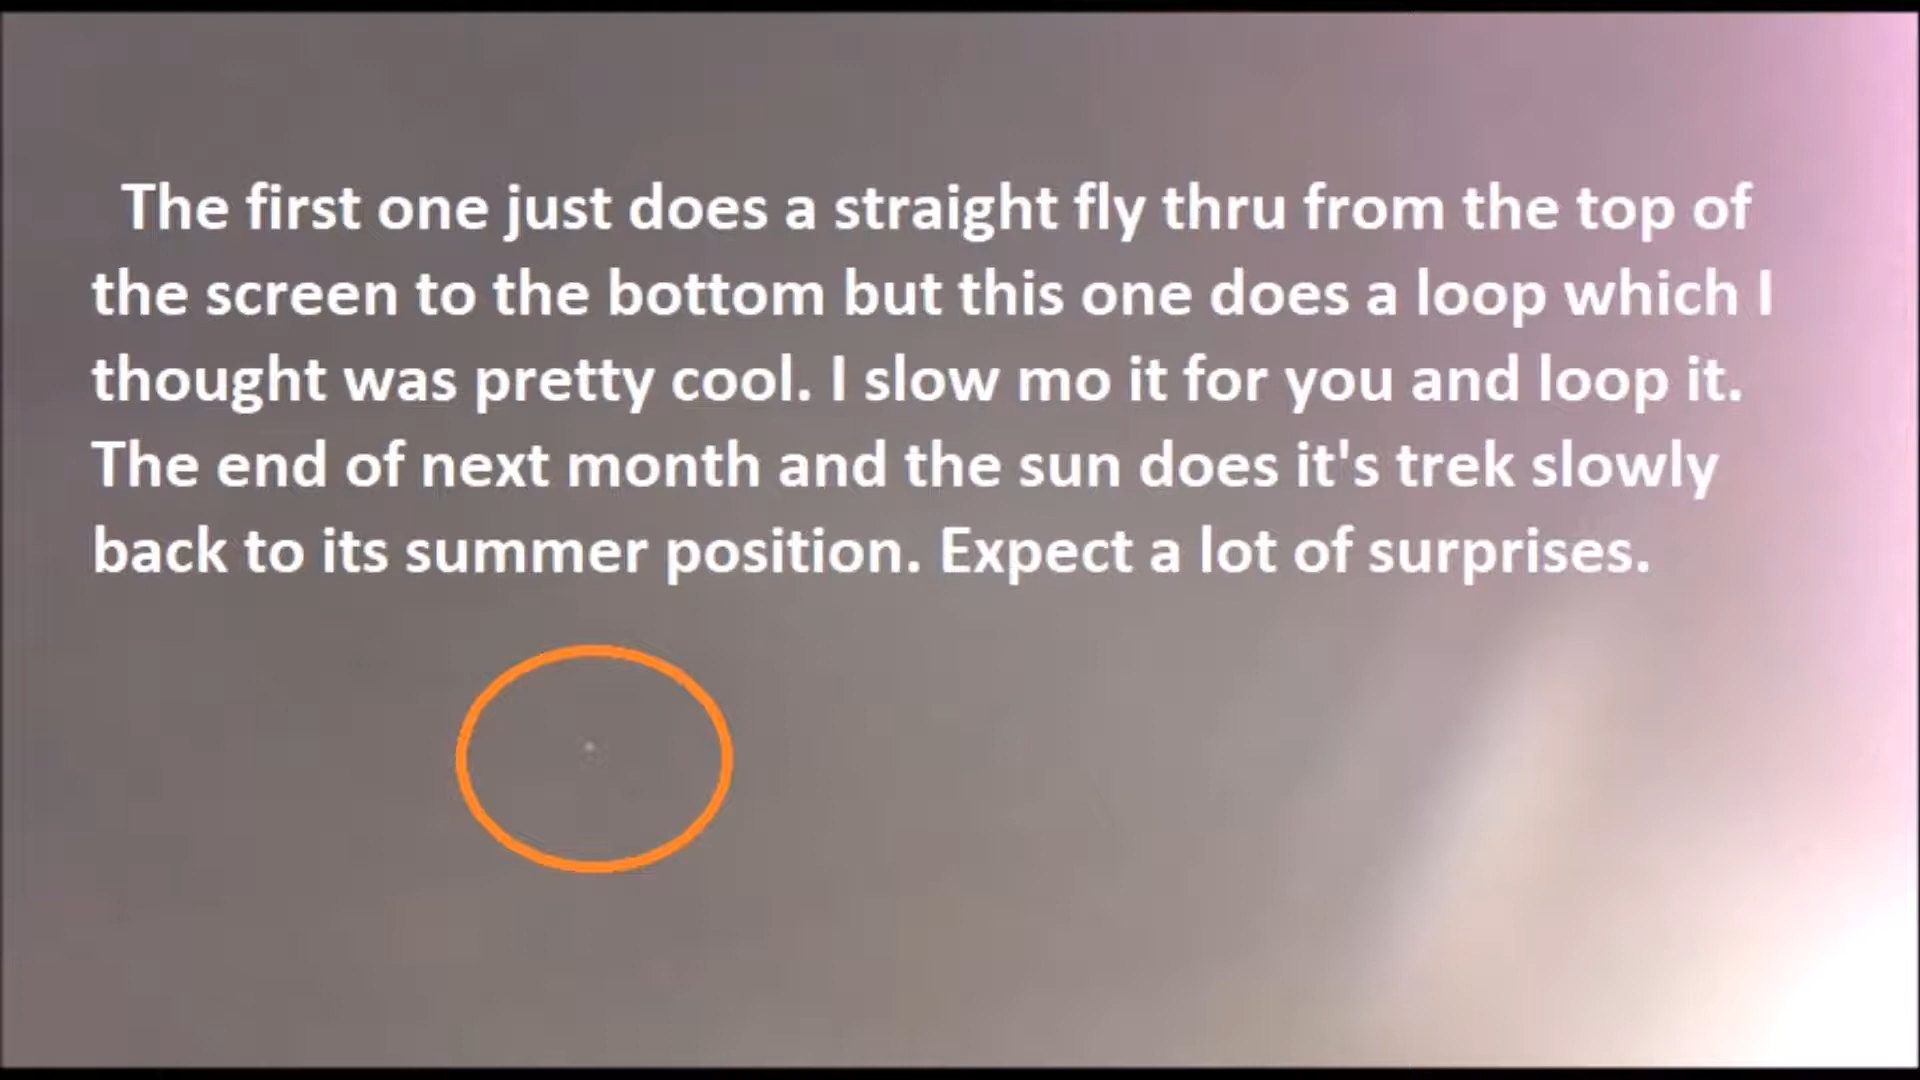 The first one just does a straight fly thru from the top of
the screen to the bottom but this one does a loop which I
thought was pretty cool. I slow mo it for you and loop it.
The end of next month and the sun does it's trek slowly
back to its summer position. Expect a lot of surprises.